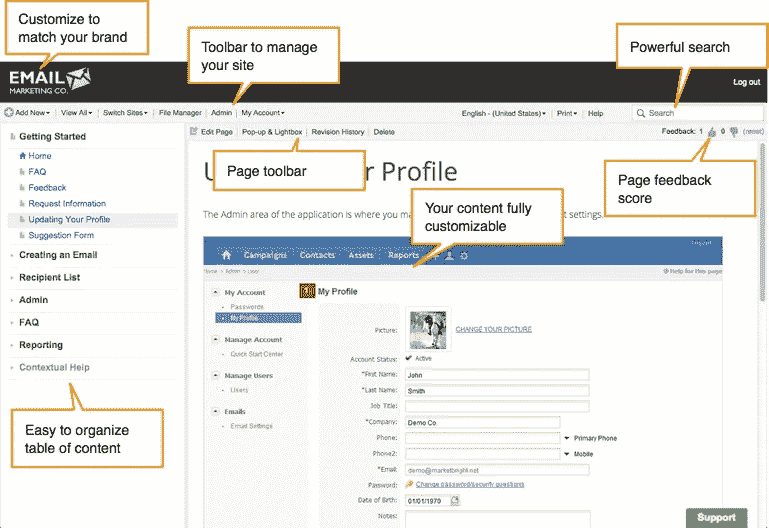 Customize to
match your brand
Toolbar to manage
your site
Powerful search
EMAIL
MARKETING CO.
Log out
Add New
View All
Switch Sites
File Manager
Admin
My Account
English - (United States)
Print
Help
Search
Getting Started
Home
FAQ
Feedback
Request Information
Updating Your Profile
Suggestion Form
Creating an Email
Recipient List
Admin
FAQ
Reporting
Contextual Help
Easy to organize
table of content
Edit Page
Pop-up & Lightbox
Revision History
Delete
Feedback: 1 0 (reset)
Page toolbar
Page feedback
score
r Profile
The Admin area of the application is where you
settings.
Your content fully
customizable
Campaigns
Contacts
Assets
Reports
Home > Admin > User
Help for this page
My Account
Passwords
My Profile
Manage Account
Quick Start Center
Manage Users
Users
Emails
Email Settings
My Profile
Picture:
CHANGE YOUR PICTURE
Account Status: Active
*First Name: John
*Last Name: Smith
Job Title:
*Company: Demo Co.
Phone: Primary Phone
Phone2: Mobile
*Email: demo@marketbright.net
Password: Change password/security questions
Date of Birth: 01/01/1970
Notes:
Support